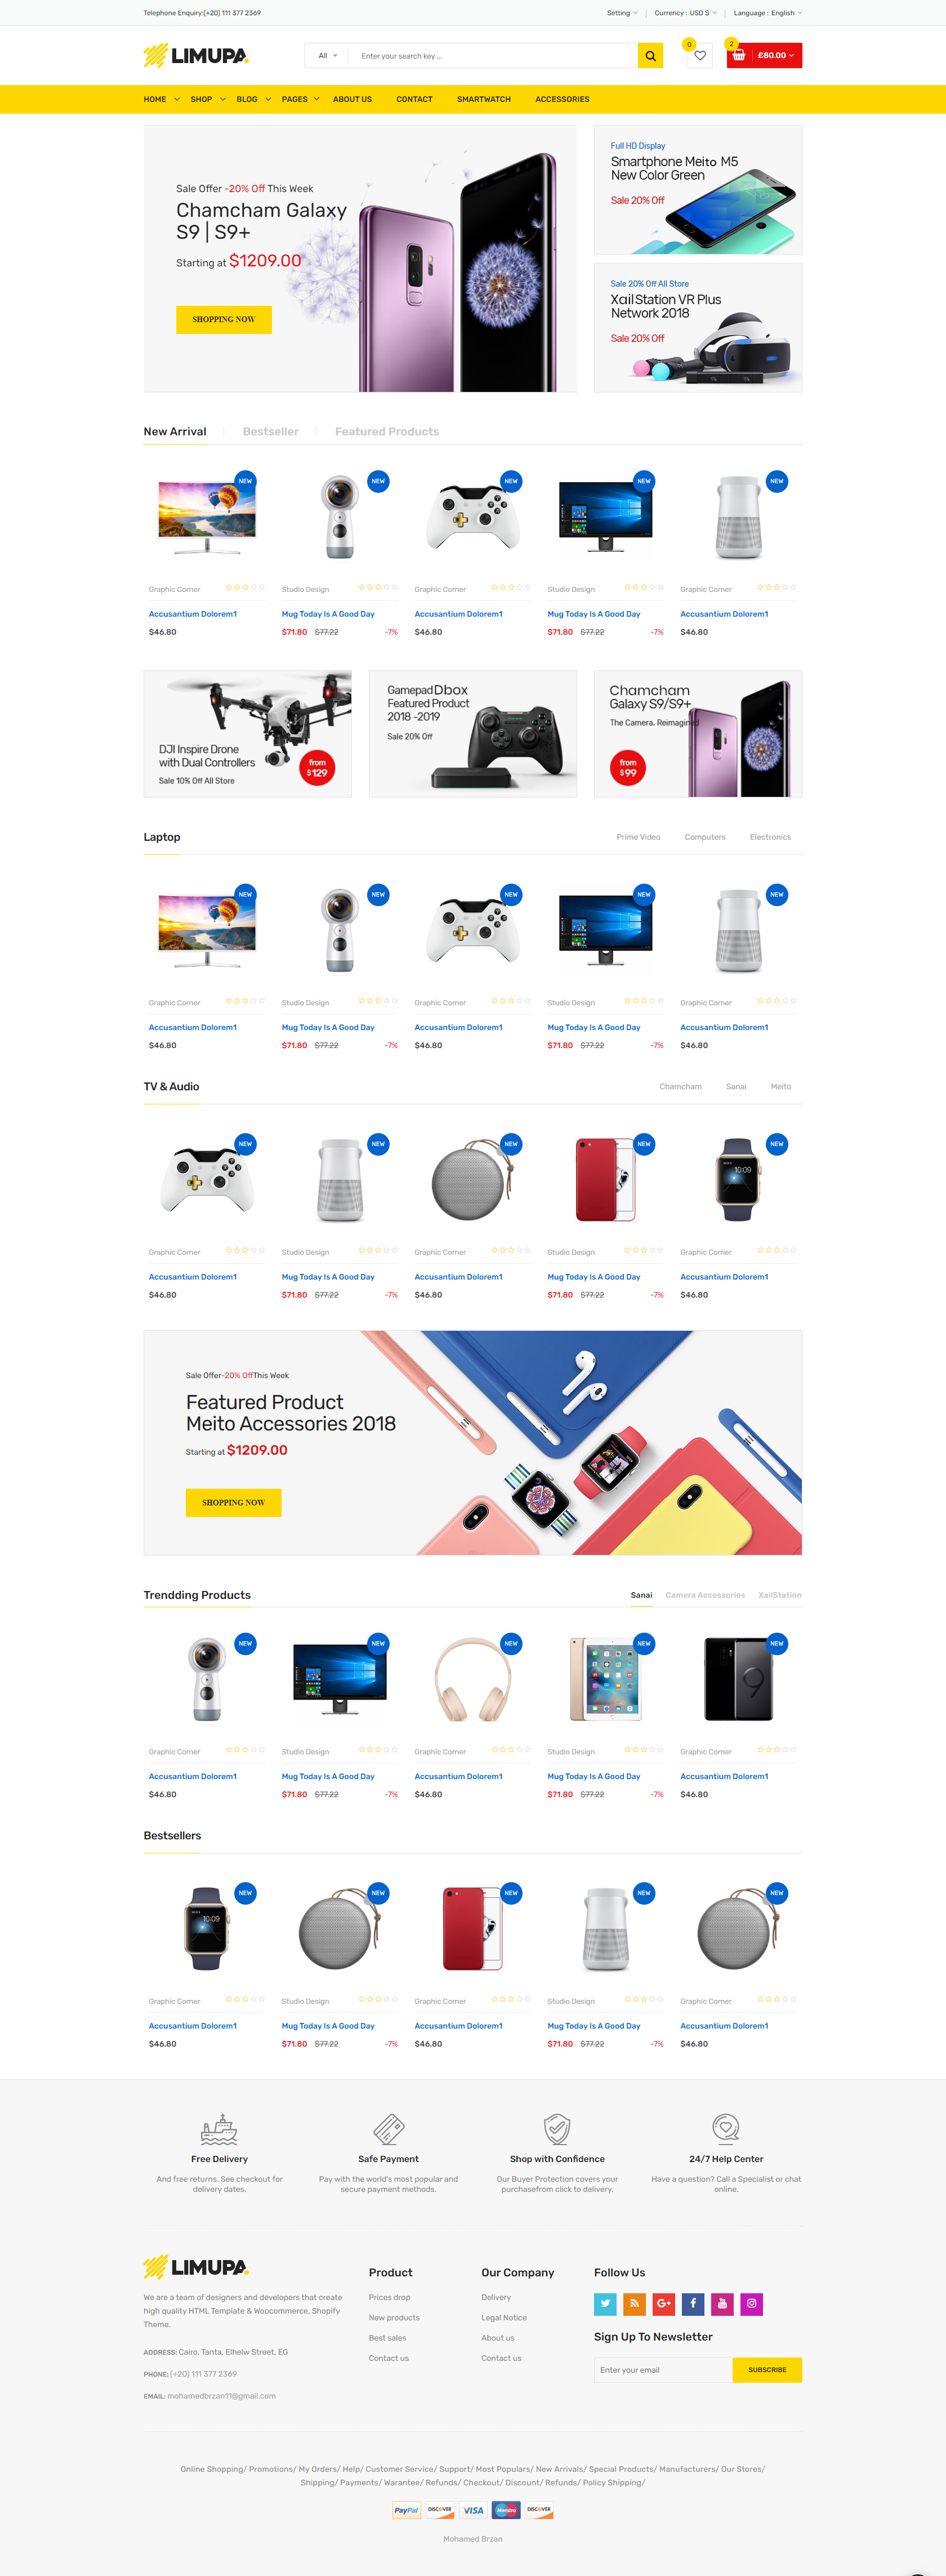 Telephone Enquiry:(+20) 111 377 2369
Setting
Currency : USD $
Language : English
LIMUPA.
All
Enter your search key ...
0
2
£80.00
HOME SHOP BLOG PAGES ABOUT US CONTACT SMARTWATCH ACCESSORIES
Sale Offer -20% Off This Week
Chamcham Galaxy
S9 | S9+
Starting at $1209.00
SHOPPING NOW
Full HD Display
Smartphone Meito M5
New Color Green
Sale 20% Off
Sale 20% Off All Store
Xail Station VR Plus
Network 2018
Sale 20% Off
New Arrival Bestseller Featured Products
NEW NEW NEW NEW NEW
Graphic Corner Studio Design Graphic Corner Studio Design Graphic Corner
Accusantium Dolorem1 Mug Today Is A Good Day Accusantium Dolorem1 Mug Today Is A Good Day Accusantium Dolorem1
$46.80 $71.80 $77.22 -7% $46.80 $71.80 $77.22 -7% $46.80
DJI Inspire Drone
with Dual Controllers
Sale 10% Off All Store
from
$129
Gamepad Dbox
Featured Product
2018 -2019
Sale 20% Off
Chamcham
Galaxy S9/S9+
The Camera. Reimagined
from
$99
Laptop
Prime Video Computers Electronics
NEW NEW NEW NEW NEW
Graphic Corner Studio Design Graphic Corner Studio Design Graphic Corner
Accusantium Dolorem1 Mug Today Is A Good Day Accusantium Dolorem1 Mug Today Is A Good Day Accusantium Dolorem1
$46.80 $71.80 $77.22 -7% $46.80 $71.80 $77.22 -7% $46.80
TV & Audio
Chamcham Sanai Meito
NEW NEW NEW NEW NEW
10:09
Graphic Corner Studio Design Graphic Corner Studio Design Graphic Corner
Accusantium Dolorem1 Mug Today Is A Good Day Accusantium Dolorem1 Mug Today Is A Good Day Accusantium Dolorem1
$46.80 $71.80 $77.22 -7% $46.80 $71.80 $77.22 -7% $46.80
Sale Offer-20% OffThis Week
Featured Product
Meito Accessories 2018
Starting at $1209.00
SHOPPING NOW
Trendding Products
Sanai Camera Accessories XailStation
NEW NEW NEW NEW NEW
9
Graphic Corner Studio Design Graphic Corner Studio Design Graphic Corner
Accusantium Dolorem1 Mug Today Is A Good Day Accusantium Dolorem1 Mug Today Is A Good Day Accusantium Dolorem1
$46.80 $71.80 $77.22 -7% $46.80 $71.80 $77.22 -7% $46.80
Bestsellers
NEW NEW NEW NEW NEW
10:09
Graphic Corner Studio Design Graphic Corner Studio Design Graphic Corner
Accusantium Dolorem1 Mug Today Is A Good Day Accusantium Dolorem1 Mug Today Is A Good Day Accusantium Dolorem1
$46.80 $71.80 $77.22 -7% $46.80 $71.80 $77.22 -7% $46.80
Free Delivery
And free returns. See checkout for
delivery dates.
Safe Payment
Pay with the world's most popular and
secure payment methods.
Shop with Confidence
Our Buyer Protection covers your
purchasefrom click to delivery.
24/7 Help Center
Have a question? Call a Specialist or chat
online.
LIMUPA.
We are a team of designers and developers that create
high quality HTML Template & Woocommerce, Shopify
Theme.
ADDRESS: Cairo, Tanta, Elhelw Street, EG
PHONE: (+20) 111 377 2369
EMAIL: mohamedbrzan11@gmail.com
Product
Prices drop
New products
Best sales
Contact us
Our Company
Delivery
Legal Notice
About us
Contact us
Follow Us
G+
f
You
Sign Up To Newsletter
Enter your email
SUBSCRIBE
Online Shopping/ Promotions/ My Orders/ Help/ Customer Service/ Support/ Most Populars/ New Arrivals/ Special Products/ Manufacturers/ Our Stores/
Shipping/ Payments/ Warantee/ Refunds/ Checkout/ Discount/ Refunds/ Policy Shipping/
PayPal DISCOVER VISA Maestro DISCOVER
Mohamed Brzan